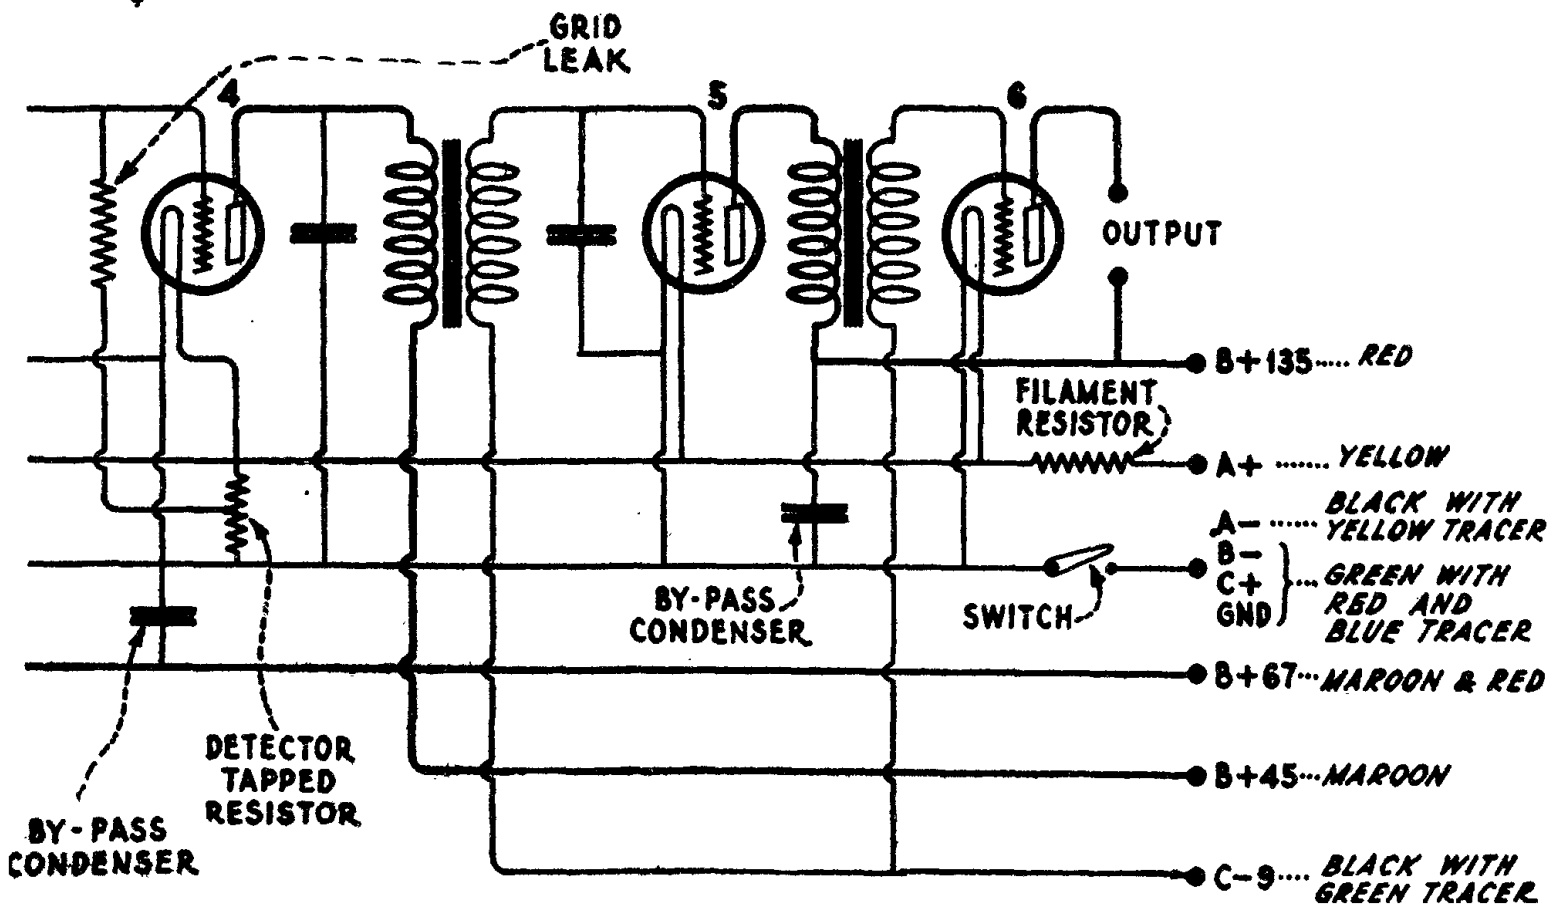 GRID
LEAK
4
5
6
OUTPUT
B+135..... RED
FILAMENT
RESISTOR
A+ ....... YELLOW
A- ...... BLACK WITH
YELLOW TRACER
B-
C+
GND
... GREEN WITH
RED AND
BLUE TRACER
SWITCH
BY-PASS
CONDENSER
B+67... MAROON & RED
DETECTOR
TAPPED
RESISTOR
B+45... MAROON
BY-PASS
CONDENSER
C-9.... BLACK WITH
GREEN TRACER